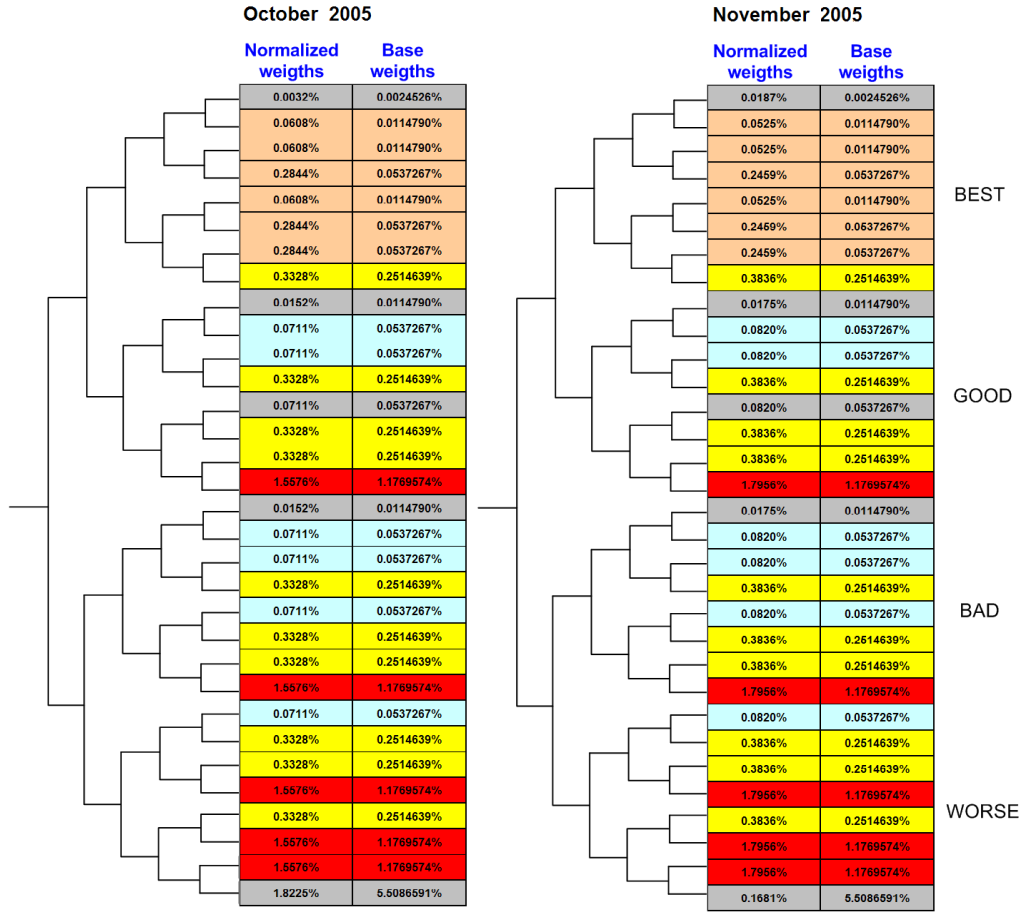 October 2005 November 2005
Normalized Base Normalized Base
weigths weigths weigths weigths
0.0032% 0.0024526% 0.0187% 0.0024526%
0.0608% 0.0114790% 0.0525% 0.0114790%
0.0608% 0.0114790% 0.0525% 0.0114790%
0.2844% 0.0537267% 0.2459% 0.0537267%
BEST
0.0608% 0.0114790% 0.0525% 0.0114790%
0.2844% 0.0537267% 0.2459% 0.0537267%
0.2844% 0.0537267% 0.2459% 0.0537267%
0.3328% 0.2514639% 0.3836% 0.2514639%
0.0152% 0.0114790% 0.0175% 0.0114790%
0.0711% 0.0537267% 0.0820% 0.0537267%
0.0711% 0.0537267% 0.0820% 0.0537267%
0.3328% 0.2514639% 0.3836% 0.2514639%
GOOD
0.0711% 0.0537267% 0.0820% 0.0537267%
0.3328% 0.2514639% 0.3836% 0.2514639%
0.3328% 0.2514639% 0.3836% 0.2514639%
1.5576% 1.1769574% 1.7956% 1.1769574%
0.0152% 0.0114790% 0.0175% 0.0114790%
0.0711% 0.0537267% 0.0820% 0.0537267%
0.0711% 0.0537267% 0.0820% 0.0537267%
0.3328% 0.2514639% 0.3836% 0.2514639%
0.0711% 0.0537267% 0.0820% 0.0537267% BAD
0.3328% 0.2514639% 0.3836% 0.2514639%
0.3328% 0.2514639% 0.3836% 0.2514639%
1.5576% 1.1769574% 1.7956% 1.1769574%
0.0711% 0.0537267% 0.0820% 0.0537267%
0.3328% 0.2514639% 0.3836% 0.2514639%
0.3328% 0.2514639% 0.3836% 0.2514639%
1.5576% 1.1769574% 1.7956% 1.1769574%
WORSE
0.3328% 0.2514639% 0.3836% 0.2514639%
1.5576% 1.1769574% 1.7956% 1.1769574%
1.5576% 1.1769574% 1.7956% 1.1769574%
1.8225% 5.5086591% 0.1681% 5.5086591%